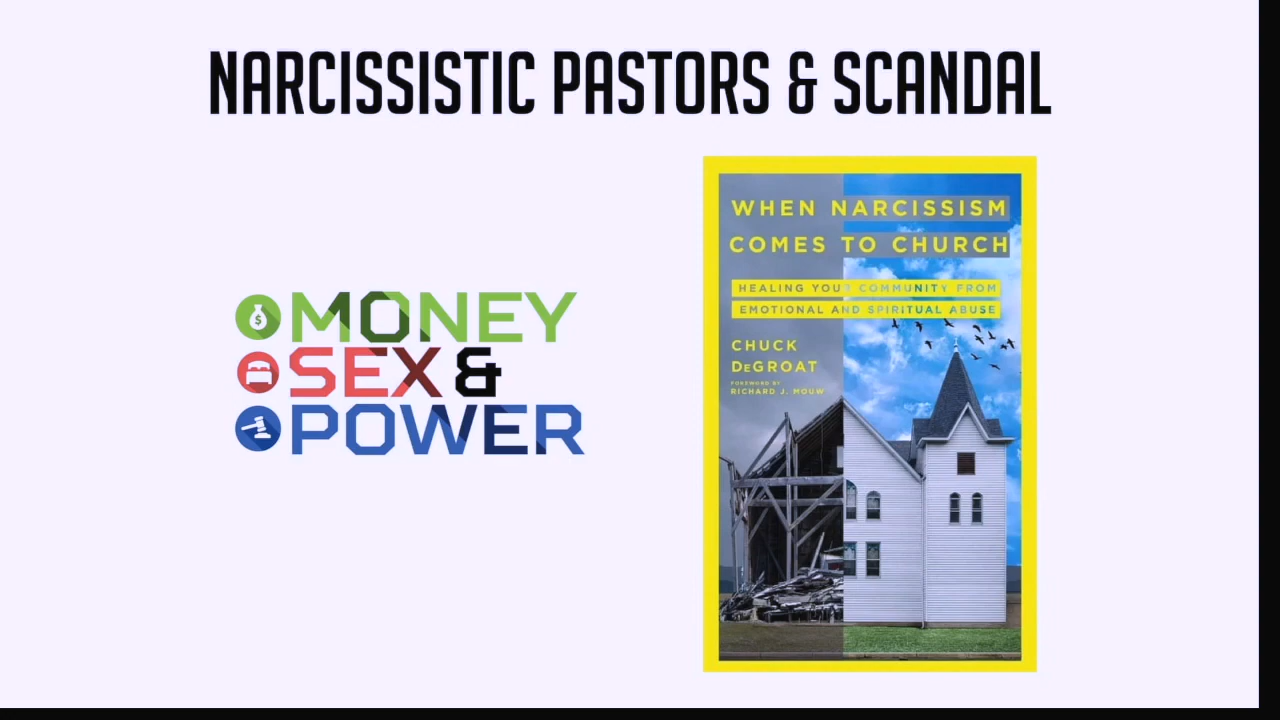 NARCISSISTIC PASTORS & SCANDAL
MONEY
SEX &
POWER
WHEN NARCISSISM
COMES TO CHURCH
HEALING YOUR COMMUNITY FROM
EMOTIONAL AND SPIRITUAL ABUSE
CHUCK
DEGROAT
FOREWORD BY
RICHARD J. MOUW